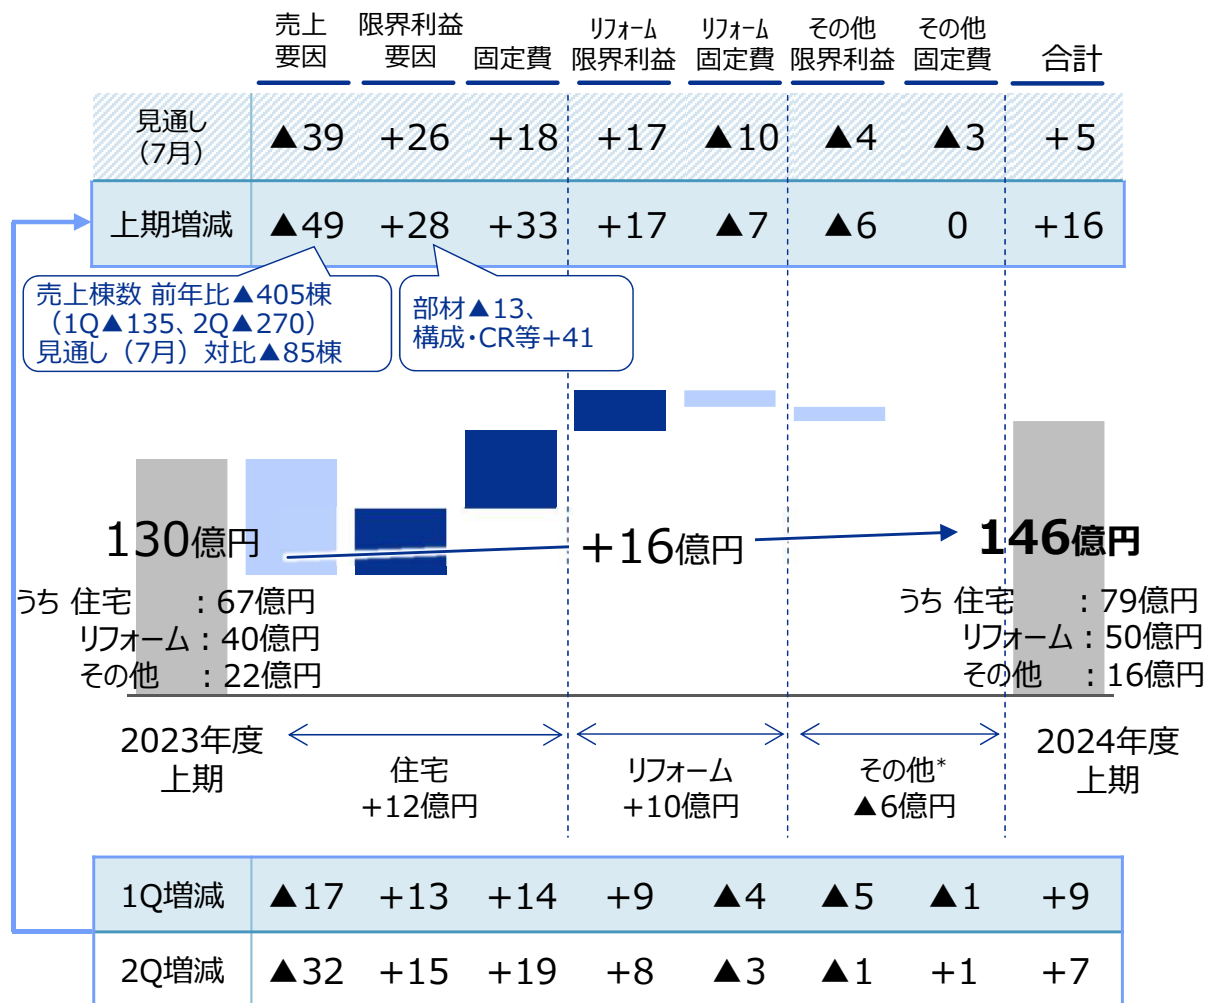 売上 限界利益 リフォーム リフォーム その他 その他
要因 要因 固定費 限界利益 固定費 限界利益 固定費 合計
見通し
（7月） ▲39 +26 +18 +17 ▲10 ▲4 ▲3 +5
上期増減 ▲49 +28 +33 +17 ▲7 ▲6 0 +16
売上棟数 前年比▲405棟
（1Q▲135、2Q▲270）
見通し（7月）対比▲85棟
部材▲13、
構成・CR等+41
130億円 +16億円 146億円
うち 住宅 ：67億円
リフォーム：40億円
その他 ：22億円
うち 住宅 ：79億円
リフォーム：50億円
その他 ：16億円
2023年度
上期
住宅
+12億円
リフォーム
+10億円
その他*
▲6億円
2024年度
上期
1Q増減 ▲17 +13 +14 +9 ▲4 ▲5 ▲1 +9
2Q増減 ▲32 +15 +19 +8 ▲3 ▲1 +1 +7